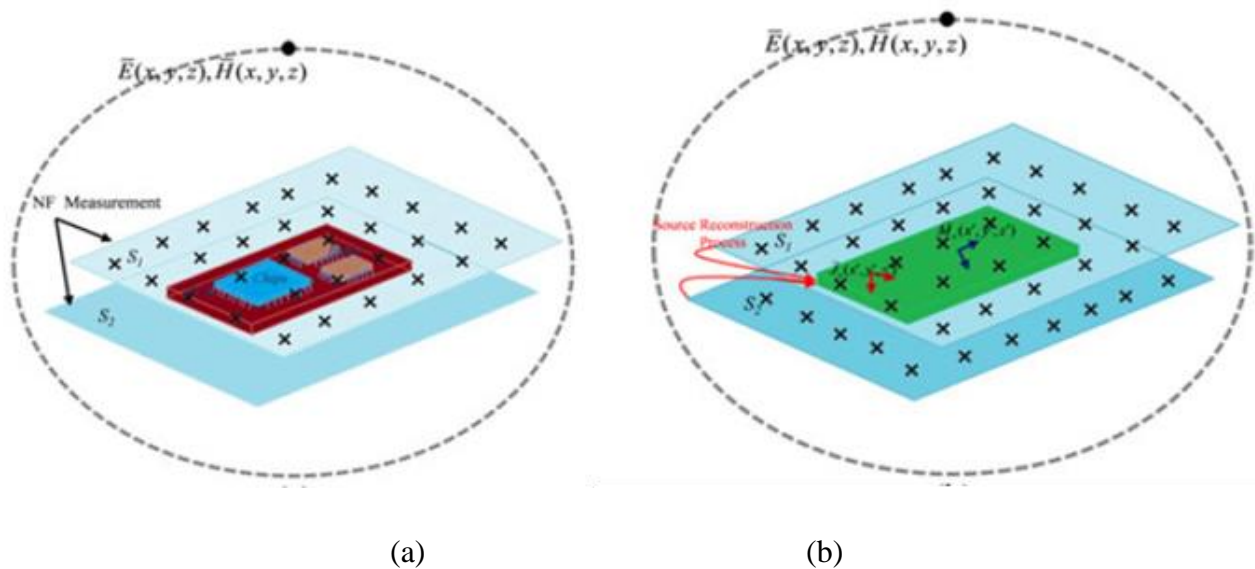 Ē(x,y,z), H̄(x,y,z)
NF Measurement
S₁
Chips
S₂
(a)
Ē(x,y,z), H̄(x,y,z)
Source Reconstruction
Process
S₁
S₂
(b)